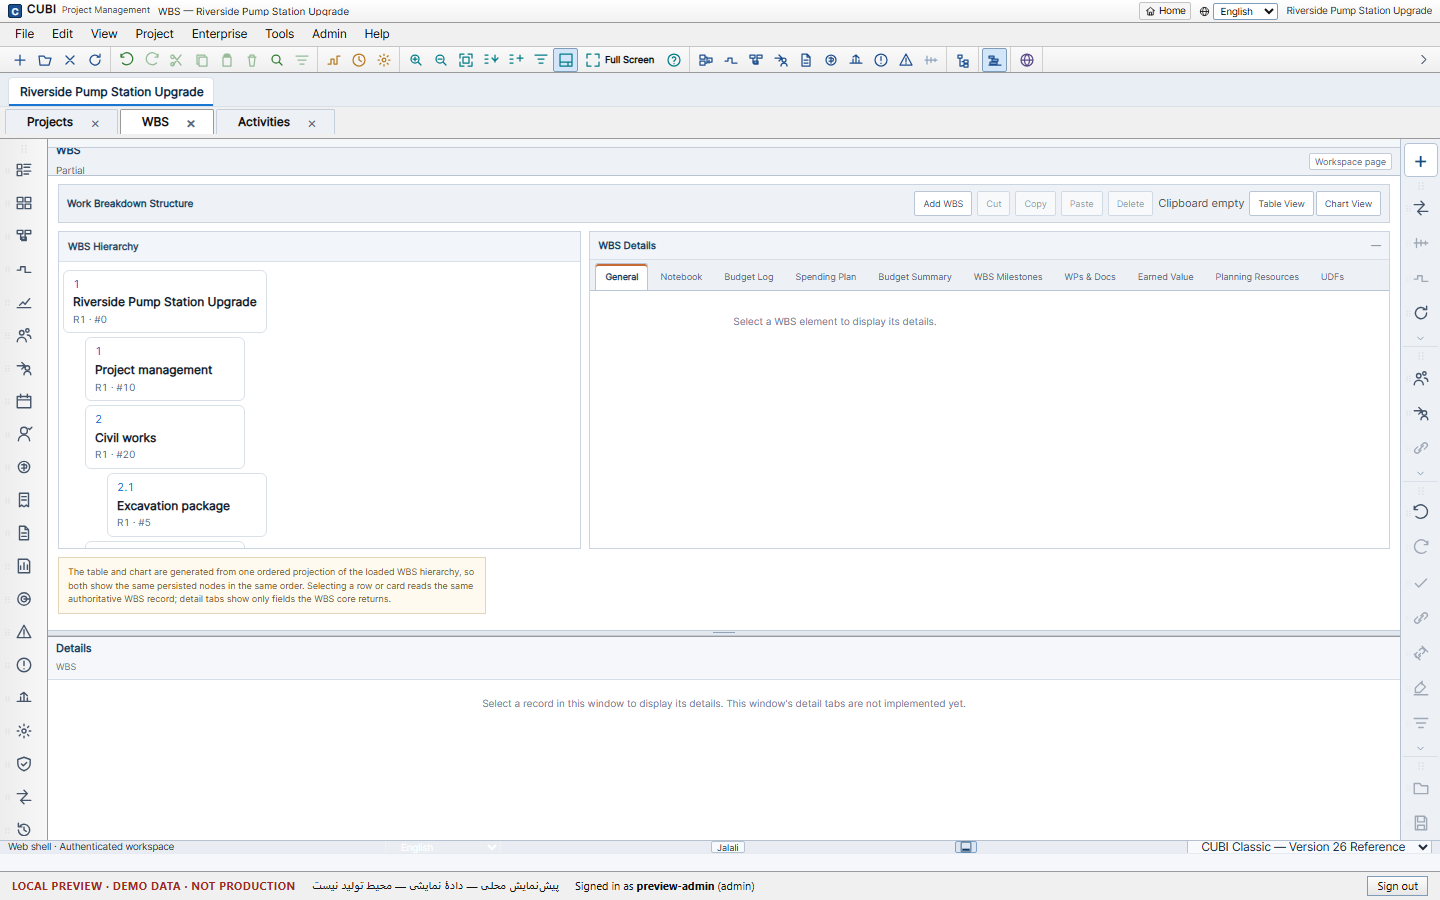 C CUBI Project Management WBS — Riverside Pump Station Upgrade Home English Riverside Pump Station Upgrade
File Edit View Project Enterprise Tools Admin Help
Full Screen
Riverside Pump Station Upgrade
Projects × WBS × Activities ×
WBS
Partial
Workspace page
Work Breakdown Structure Add WBS Cut Copy Paste Delete Clipboard empty Table View Chart View
WBS Hierarchy
1
Riverside Pump Station Upgrade
R1 · #0
1
Project management
R1 · #10
2
Civil works
R1 · #20
2.1
Excavation package
R1 · #5
WBS Details
General Notebook Budget Log Spending Plan Budget Summary WBS Milestones WPs & Docs Earned Value Planning Resources UDFs
Select a WBS element to display its details.
The table and chart are generated from one ordered projection of the loaded WBS hierarchy, so
both show the same persisted nodes in the same order. Selecting a row or card reads the same
authoritative WBS record; detail tabs show only fields the WBS core returns.
Details
WBS
Select a record in this window to display its details. This window's detail tabs are not implemented yet.
Web shell · Authenticated workspace English Jalali CUBI Classic — Version 26 Reference
LOCAL PREVIEW · DEMO DATA · NOT PRODUCTION پیش‌نمایش محلی — دادهٔ نمایشی — محیط تولید نیست Signed in as preview-admin (admin) Sign out